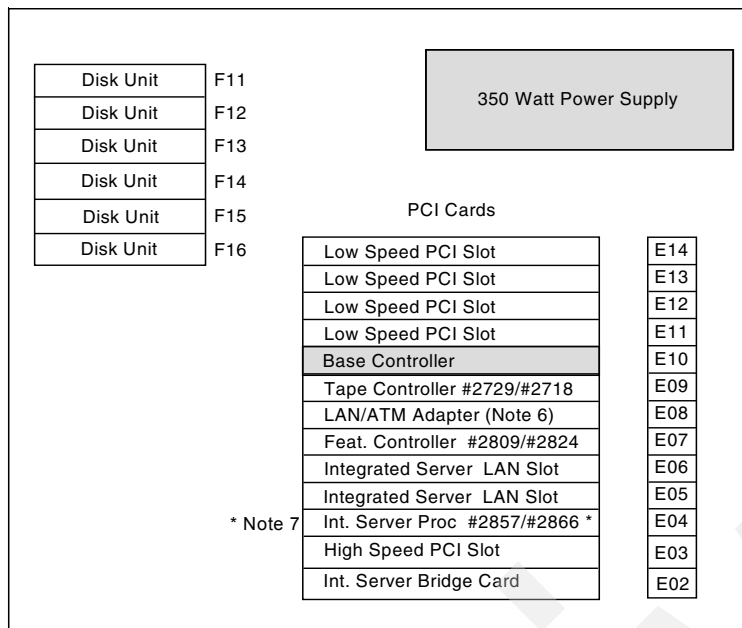 Disk Unit F11
Disk Unit F12
Disk Unit F13
Disk Unit F14
Disk Unit F15
Disk Unit F16
350 Watt Power Supply
PCI Cards
Low Speed PCI Slot E14
Low Speed PCI Slot E13
Low Speed PCI Slot E12
Low Speed PCI Slot E11
Base Controller E10
Tape Controller #2729/#2718 E09
LAN/ATM Adapter (Note 6) E08
Feat. Controller #2809/#2824 E07
Integrated Server LAN Slot E06
Integrated Server LAN Slot E05
* Note 7 Int. Server Proc #2857/#2866 * E04
High Speed PCI Slot E03
Int. Server Bridge Card E02